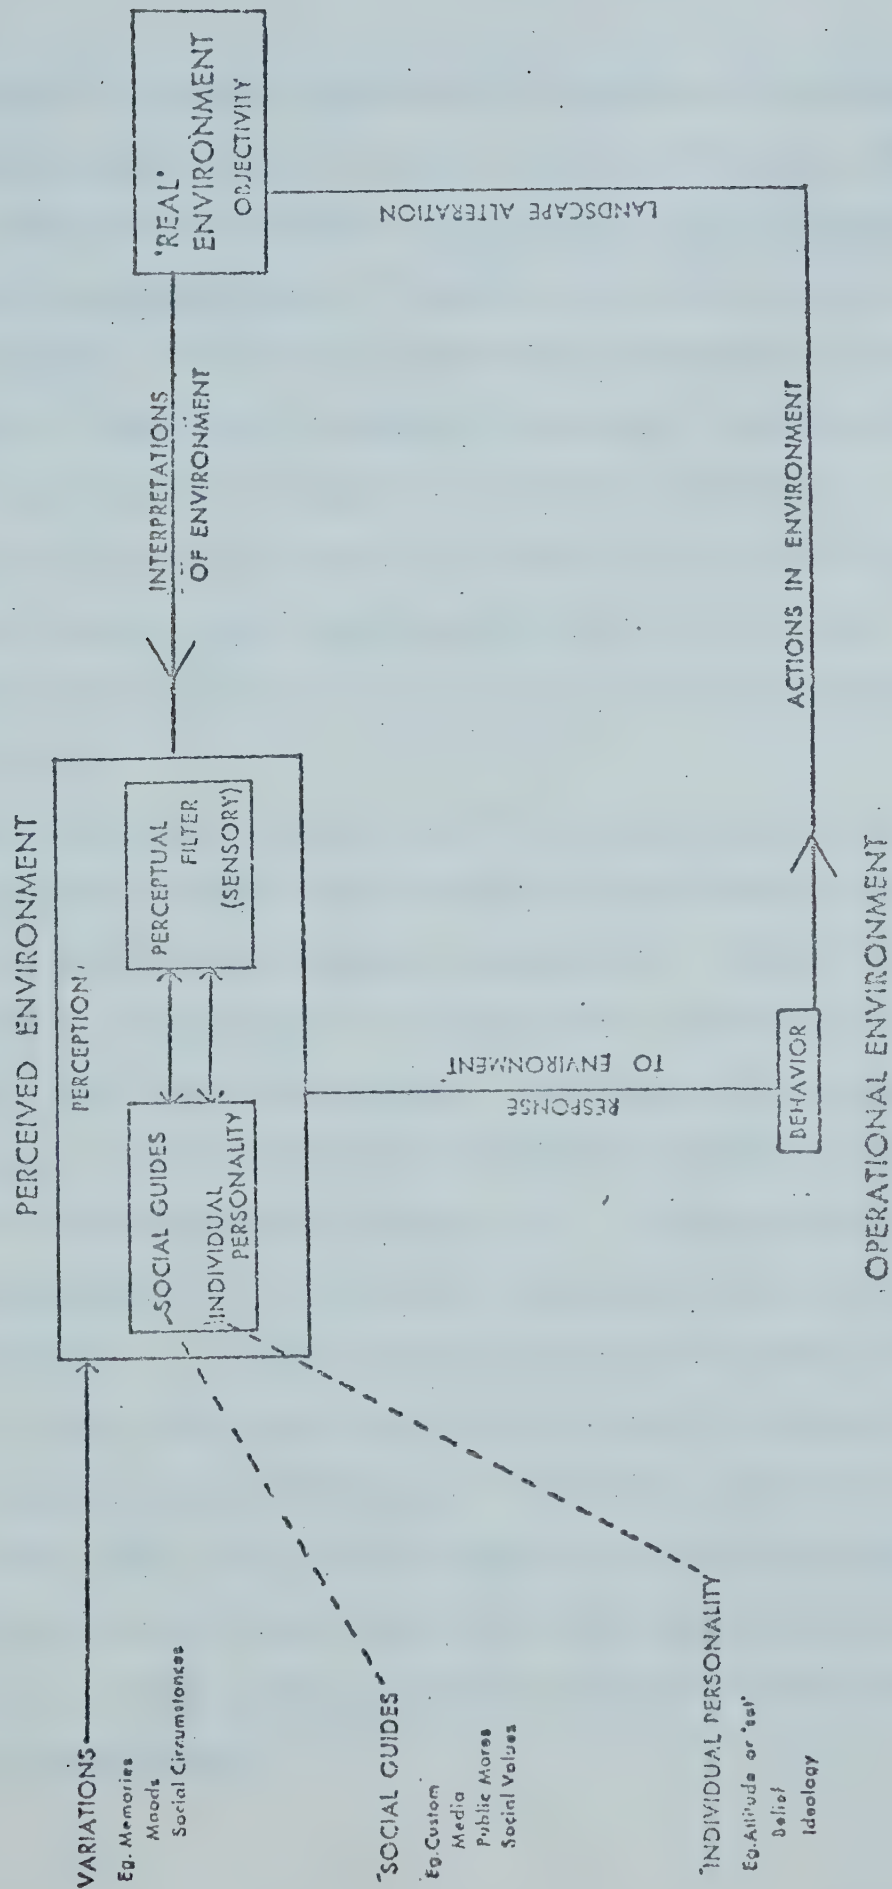 PERCEIVED ENVIRONMENT
VARIATIONS
Eg. Memories
Moods
Social Circumstances
PERCEPTION
SOCIAL GUIDES
INDIVIDUAL
PERSONALITY
PERCEPTUAL
FILTER
(SENSORY)
INTERPRETATIONS
OF ENVIRONMENT
'REAL'
ENVIRONMENT
OBJECTIVITY
SOCIAL GUIDES
Eg. Custom
Media
Public Mores
Social Values
RESPONSE
TO ENVIRONMENT
LANDSCAPE ALTERATION
INDIVIDUAL PERSONALITY
Eg. Attitude or 'set'
Belief
Ideology
BEHAVIOR
ACTIONS IN ENVIRONMENT
OPERATIONAL ENVIRONMENT